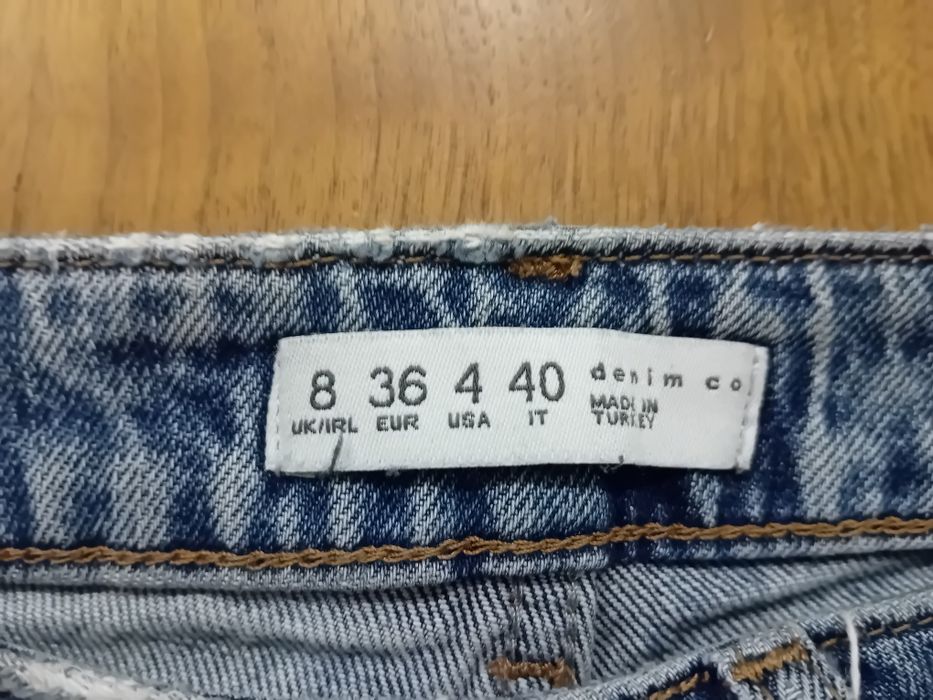 8 36 4 40 denim co
UK/IRL EUR USA IT MADE IN
TURKEY